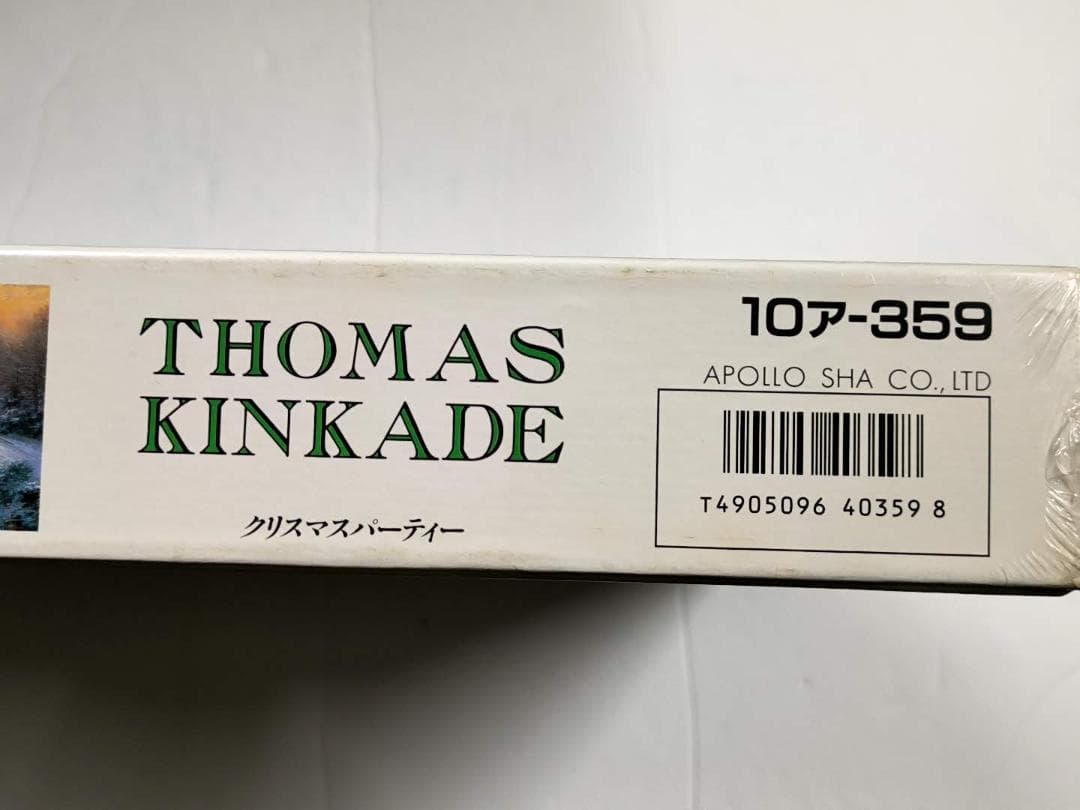 THOMAS
KINKADE
クリスマスパーティー
10ア-359
APOLLO SHA CO., LTD
T4905096 40359 8